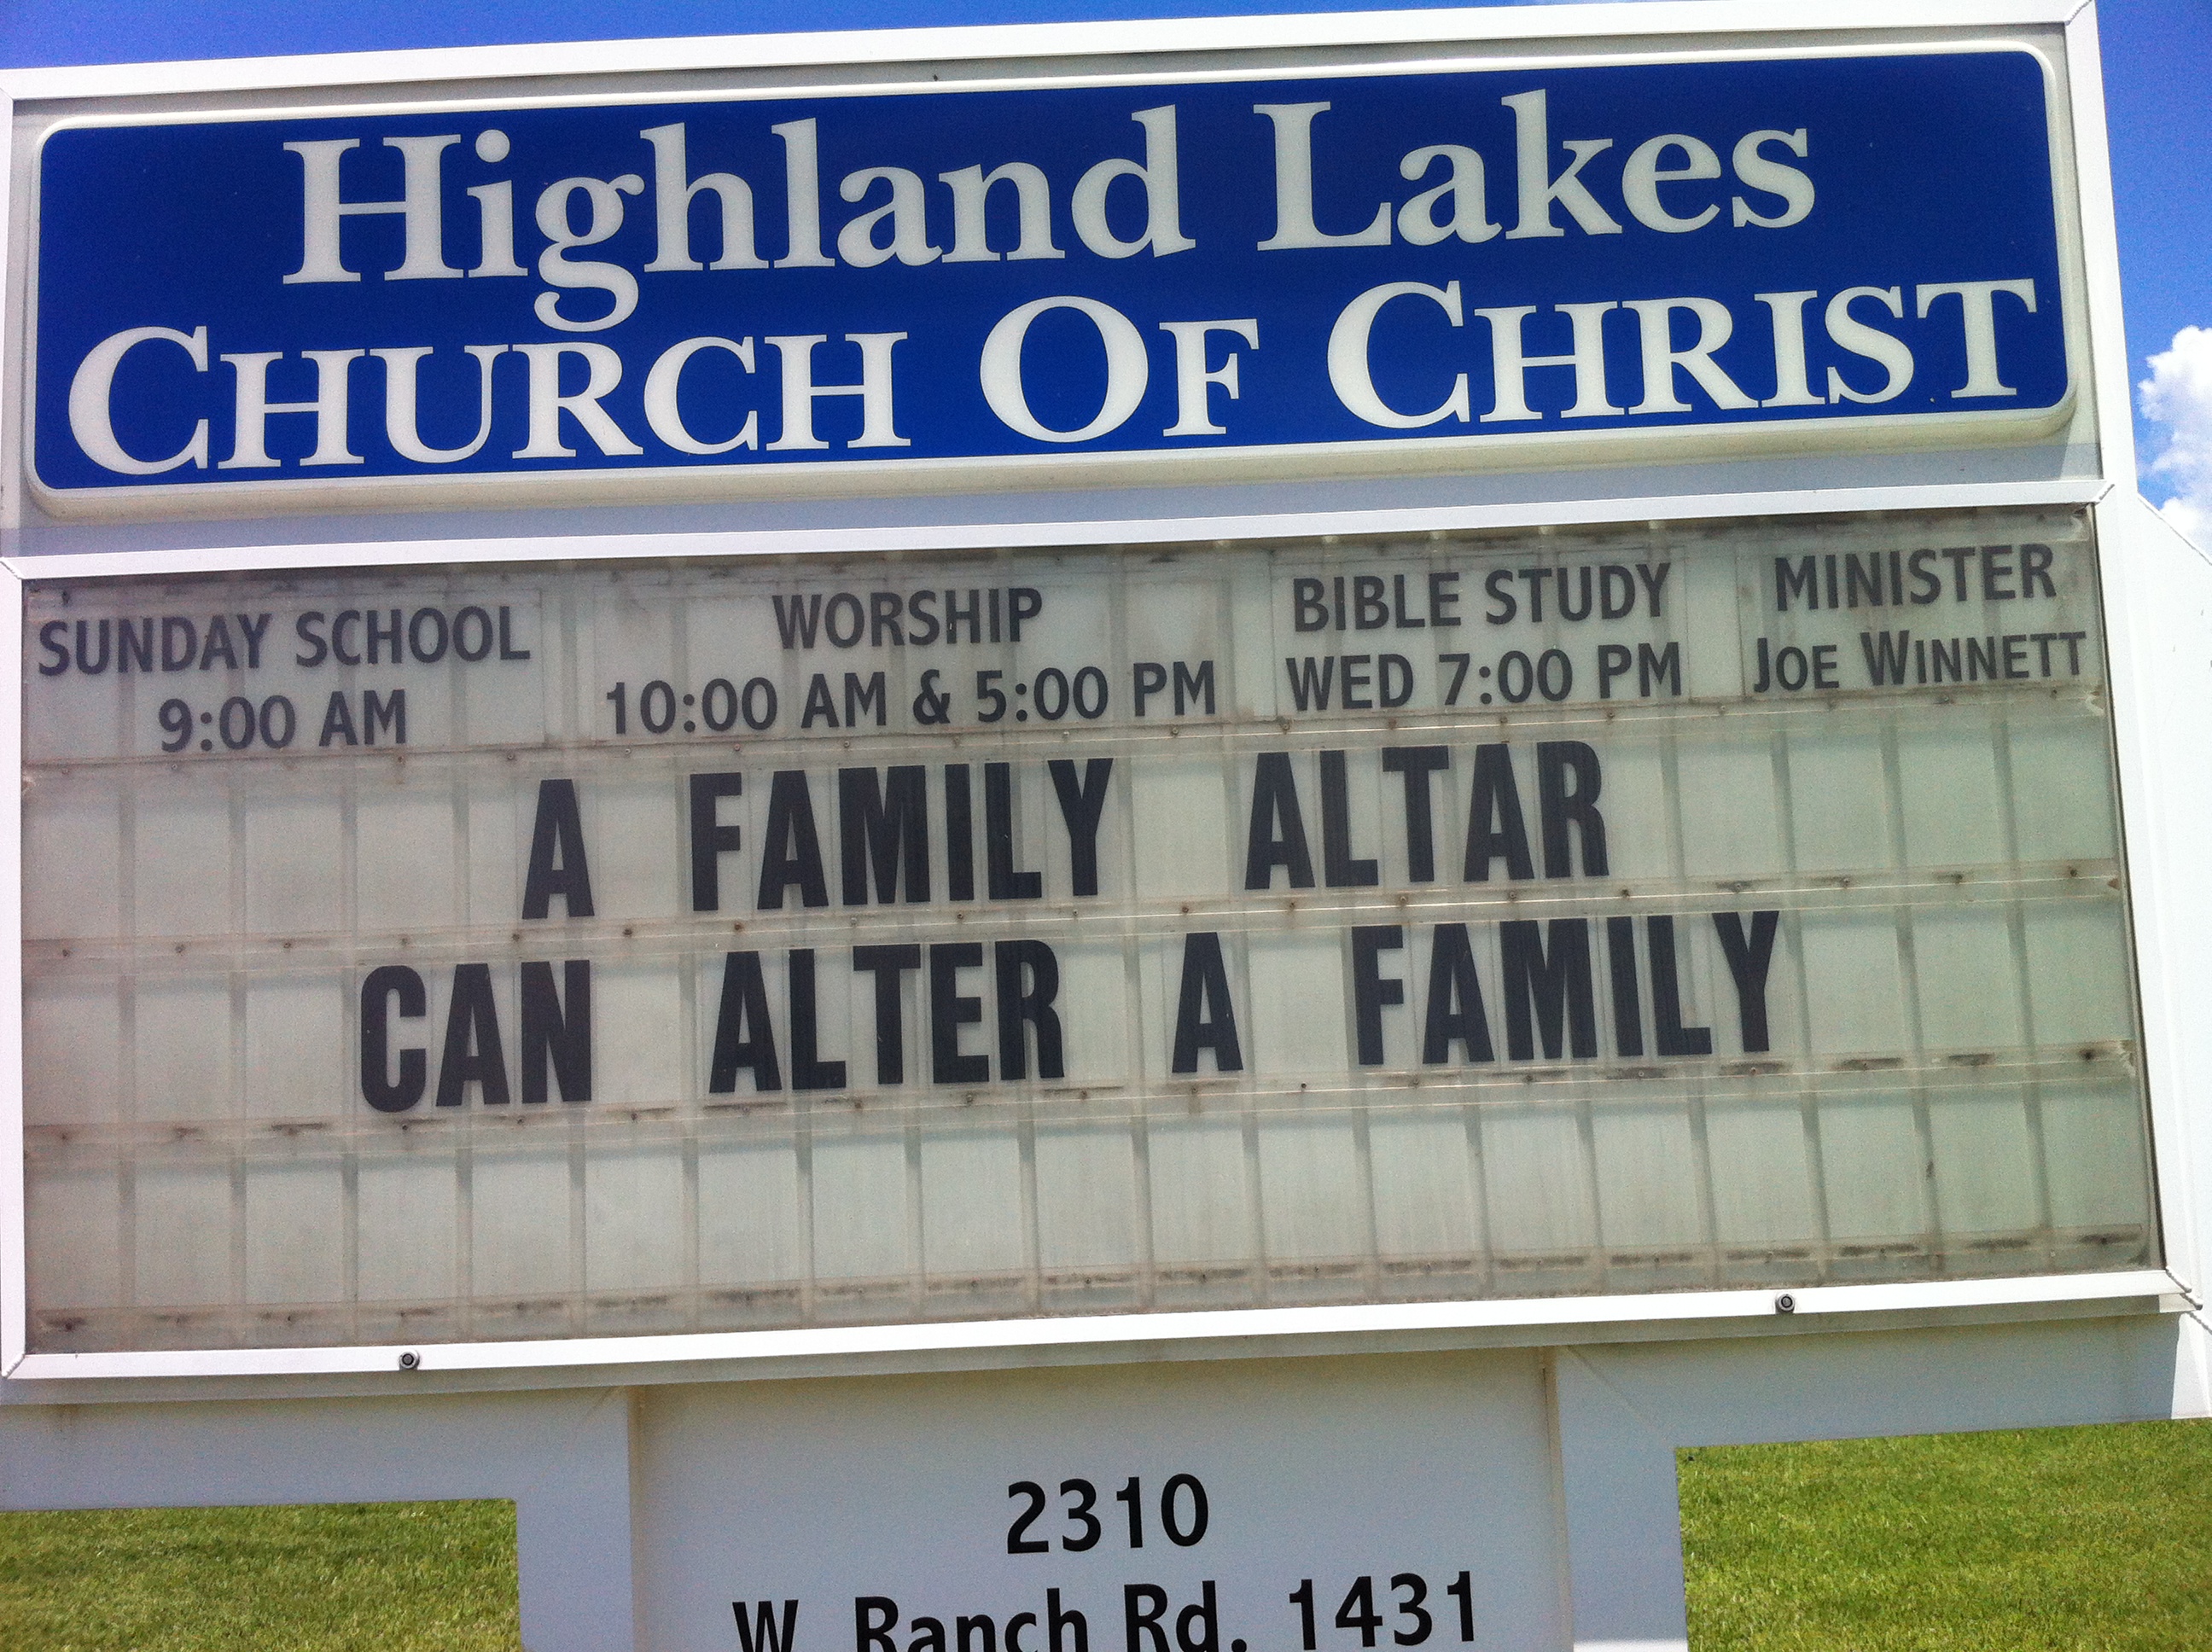 Highland Lakes
CHURCH OF CHRIST
SUNDAY SCHOOL
9:00 AM
WORSHIP
10:00 AM & 5:00 PM
BIBLE STUDY
WED 7:00 PM
MINISTER
JOE WINNETT
A FAMILY ALTAR
CAN ALTER A FAMILY
2310
W. Ranch Rd. 1431